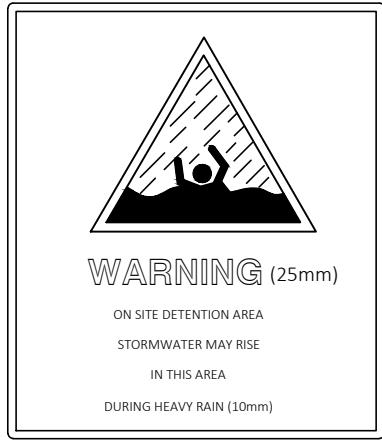 WARNING (25mm)
ON SITE DETENTION AREA
STORMWATER MAY RISE
IN THIS AREA
DURING HEAVY RAIN (10mm)